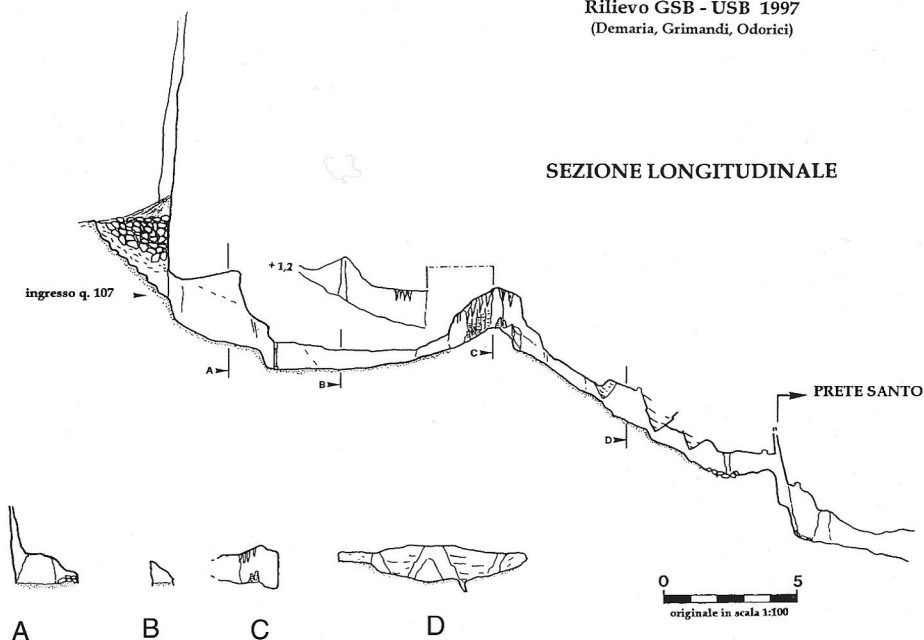 Rilievo GSB - USB 1997
(Demaria, Grimandi, Odorici)
SEZIONE LONGITUDINALE
+ 1,2
ingresso q. 107
A
B
C
D
PRETE SANTO
0 5
originale in scala 1:100
A B C D